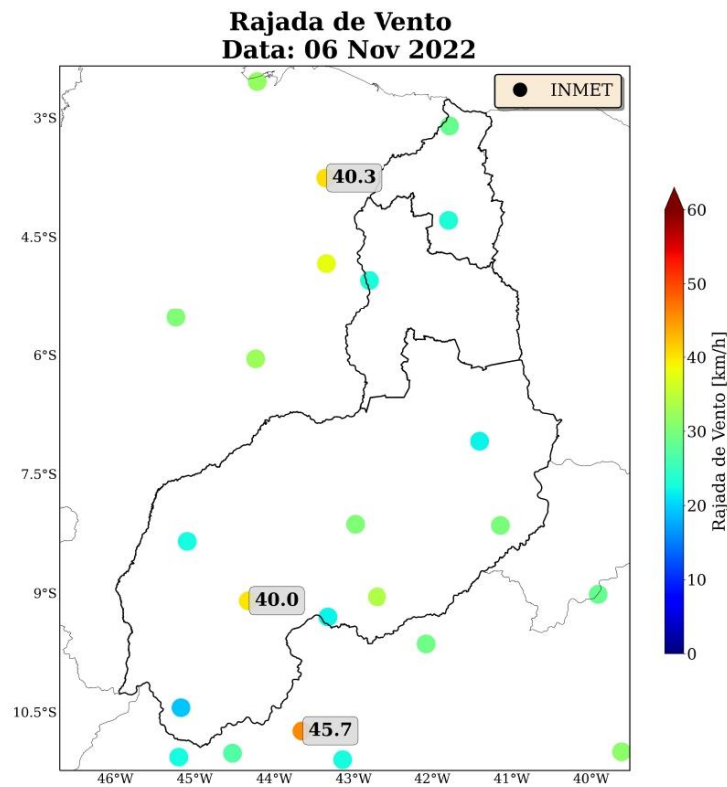 Rajada de Vento
Data: 06 Nov 2022
INMET
3°S
4.5°S
6°S
7.5°S
9°S
10.5°S
40.3
40.0
45.7
46°W
45°W
44°W
43°W
42°W
41°W
40°W
60
50
40
30
20
10
0
Rajada de Vento [km/h]